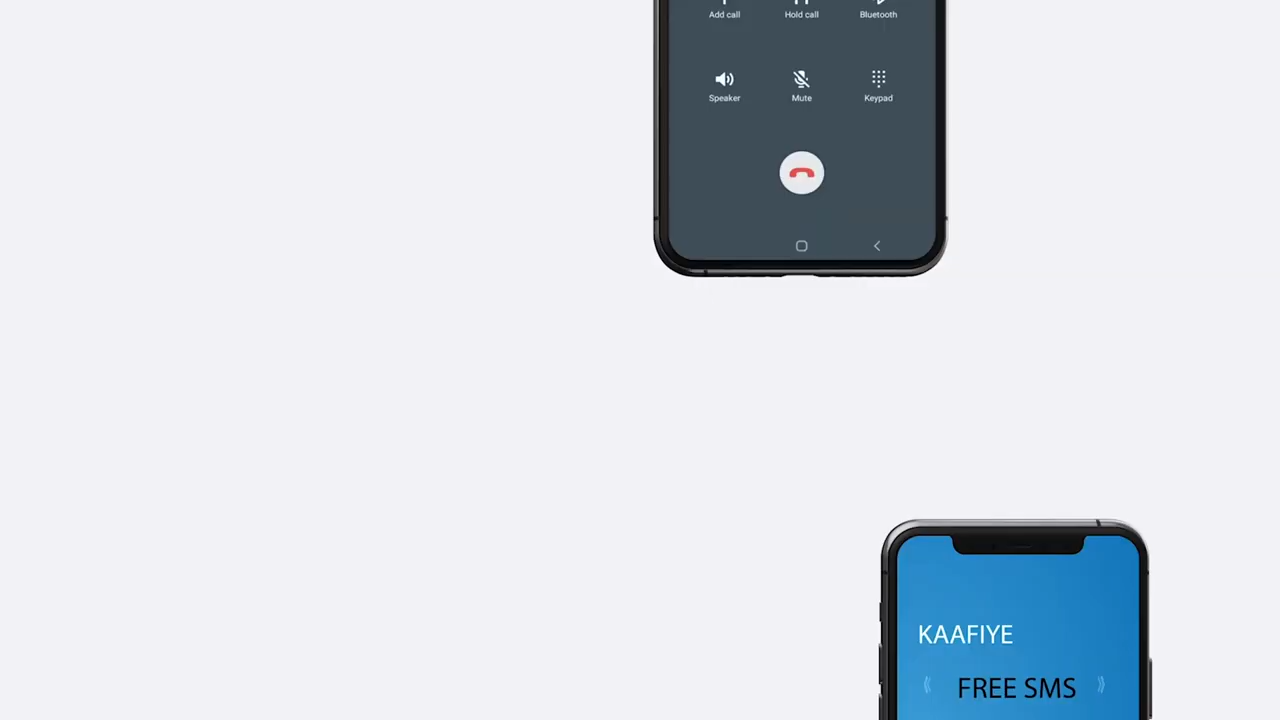 Add call Hold call Bluetooth
Speaker Mute Keypad
KAAFIYE
FREE SMS